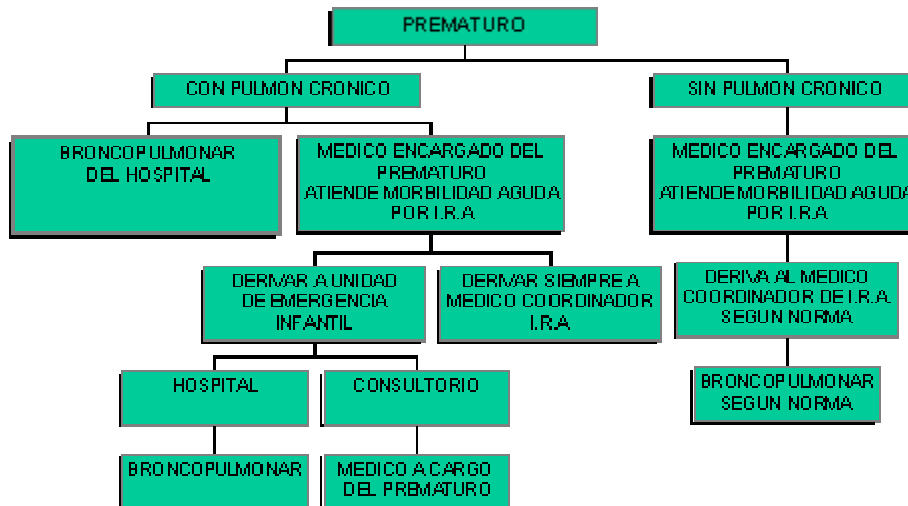 PREMATURO
CON PULMON CRONICO
SIN PULMON CRONICO
BRONCOPULMONAR
DEL HOSPITAL
MEDICO ENCARGADO DEL
PREMATURO
ATIENDE MORBILIDAD AGUDA
POR I.R.A
MEDICO ENCARGADO DEL
PREMATURO
ATIENDE MORBILIDAD AGUDA
POR I.R.A
DERIVAR A UNIDAD
DE EMERGENCIA
INFANTIL
DERIVAR SIEMPRE A
MEDICO COORDINADOR
I.R.A
DERIVA AL MEDICO
COORDINADOR DE I.R.A.
SEGUN NORMA
HOSPITAL
CONSULTORIO
BRONCOPULMONAR
SEGUN NORMA
BRONCOPULMONAR
MEDICO A CARGO
DEL PREMATURO